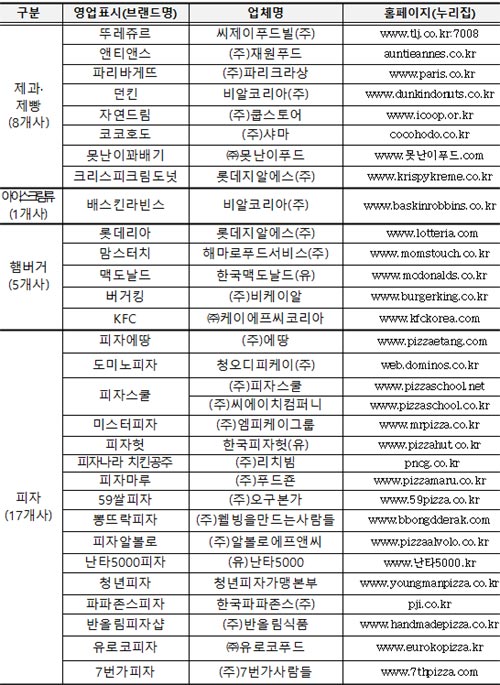 구분 영업표시(브랜드명) 업체명 홈페이지(누리집)
제과·제빵 (8개사)
뚜레쥬르 씨제이푸드빌(주) www.tlj.co.kr:7008
앤티앤스 (주)재원푸드 auntieannes.co.kr
파리바게뜨 (주)파리크라상 www.paris.co.kr
던킨 비알코리아(주) www.dunkindonuts.co.kr
자연드림 (주)쿱스토어 www.icoop.or.kr
코코호도 (주)샤마 cocohodo.co.kr
못난이꽈배기 ㈜못난이푸드 www.못난이푸드.com
크리스피크림도넛 롯데지알에스(주) www.krispykreme.co.kr
아이스크림류 (1개사)
배스킨라빈스 비알코리아(주) www.baskinrobbins.co.kr
햄버거 (5개사)
롯데리아 롯데지알에스(주) www.lotteria.com
맘스터치 해마로푸드서비스(주) www.momstouch.co.kr
맥도날드 한국맥도날드(유) www.mcdonalds.co.kr
버거킹 (주)비케이알 www.burgerking.co.kr
KFC ㈜케이에프씨코리아 www.kfckorea.com
피자 (17개사)
피자에땅 (주)에땅 www.pizzaetang.com
도미노피자 청오디피케이(주) web.dominos.co.kr
피자스쿨 (주)피자스쿨 www.pizzaschool.net
(주)씨에이치컴퍼니 www.pizzaschool.co.kr
미스터피자 (주)엠피케이그룹 www.mrpizza.co.kr
피자헛 한국피자헛(유) www.pizzahut.co.kr
피자나라 치킨공주 (주)리치빔 pncg.co.kr
피자마루 (주)푸드죤 www.pizzamaru.co.kr
59쌀피자 (주)오구본가 www.59pizza.co.kr
뽕뜨락피자 (주)웰빙을만드는사람들 www.bbongdderak.com
피자알볼로 (주)알볼로에프앤씨 www.pizzaalvolo.co.kr
난타5000피자 (유)난타5000 www.난타5000.kr
청년피자 청년피자가맹본부 www.youngmanpizza.co.kr
파파존스피자 한국파파존스(주) pji.co.kr
반올림피자샵 (주)반올림식품 www.handmadepizza.co.kr
유로코피자 ㈜유로코푸드 www.eurokopizza.kr
7번가피자 (주)7번가사람들 www.7thpizza.com